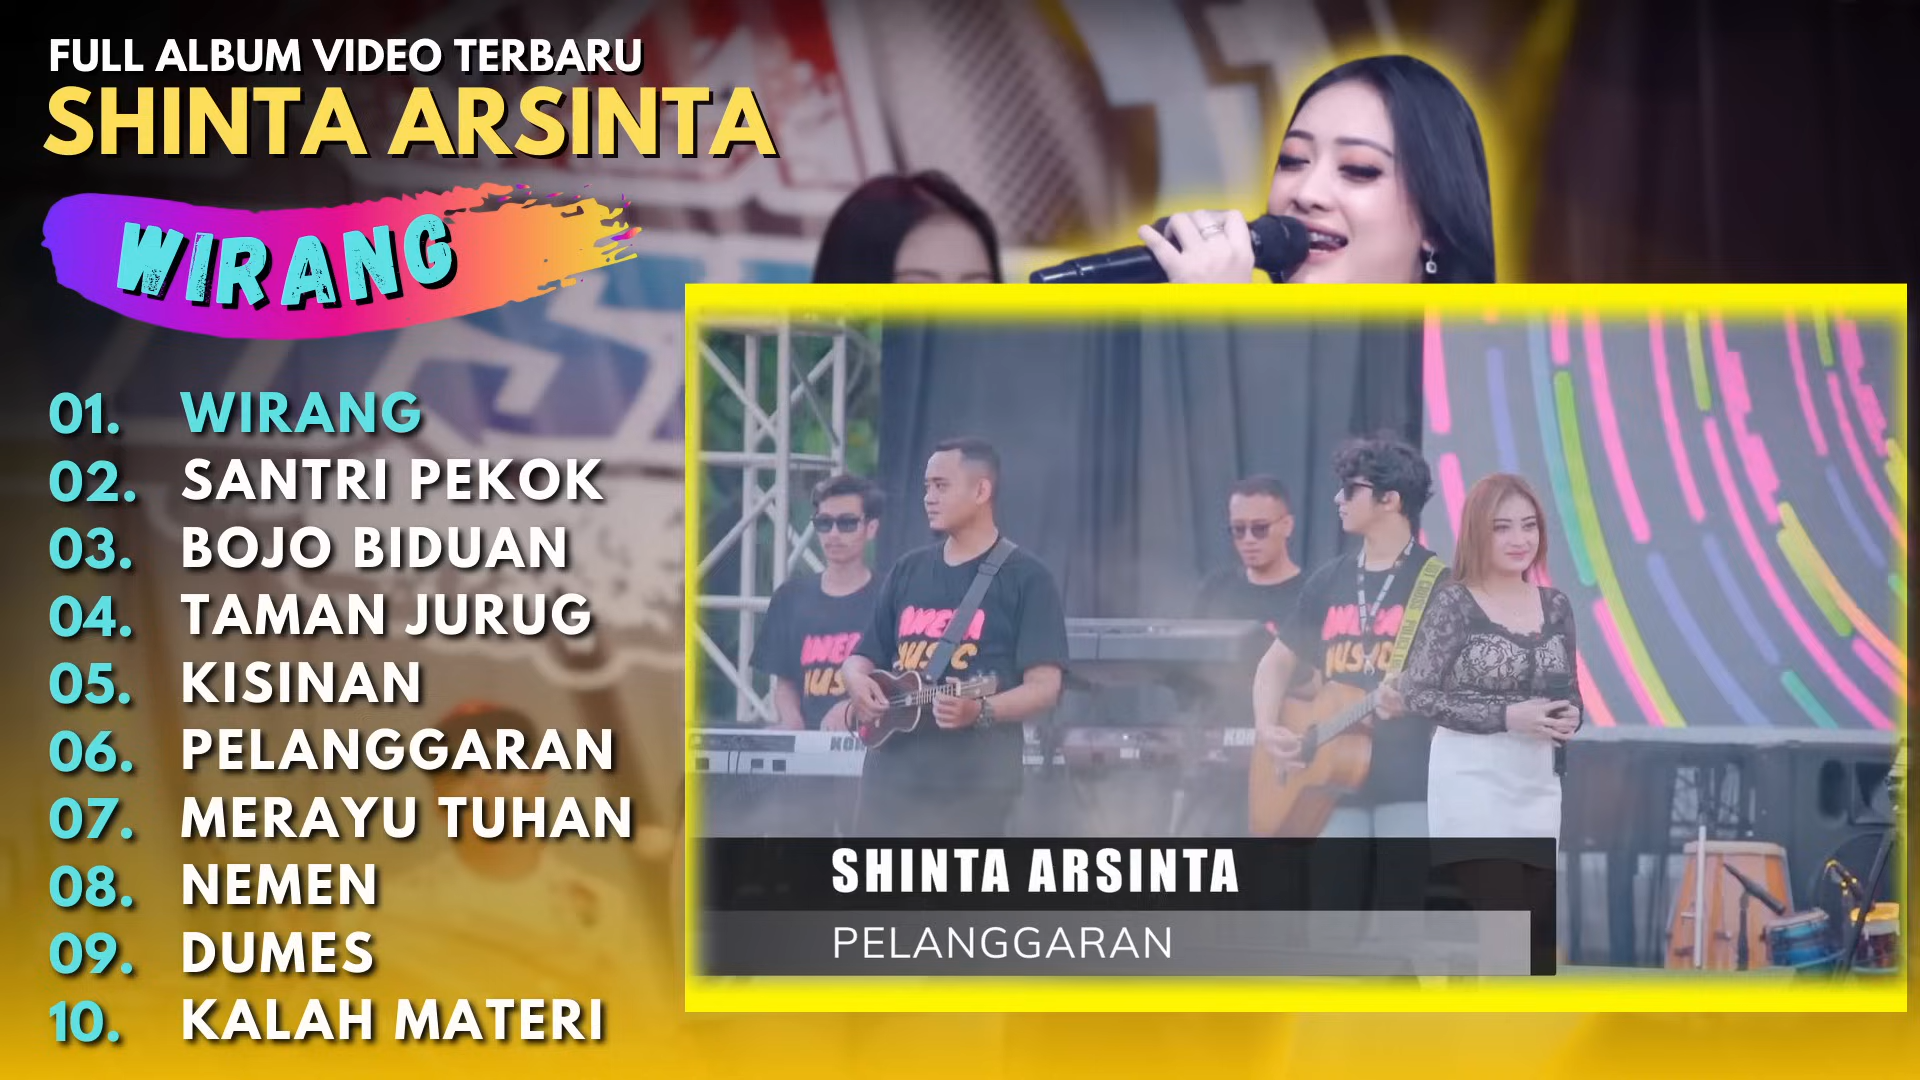 FULL ALBUM VIDEO TERBARU
SHINTA ARSINTA
WIRANG
01. WIRANG
02. SANTRI PEKOK
03. BOJO BIDUAN
04. TAMAN JURUG
05. KISINAN
06. PELANGGARAN
07. MERAYU TUHAN
08. NEMEN
09. DUMES
10. KALAH MATERI
SHINTA ARSINTA
PELANGGARAN